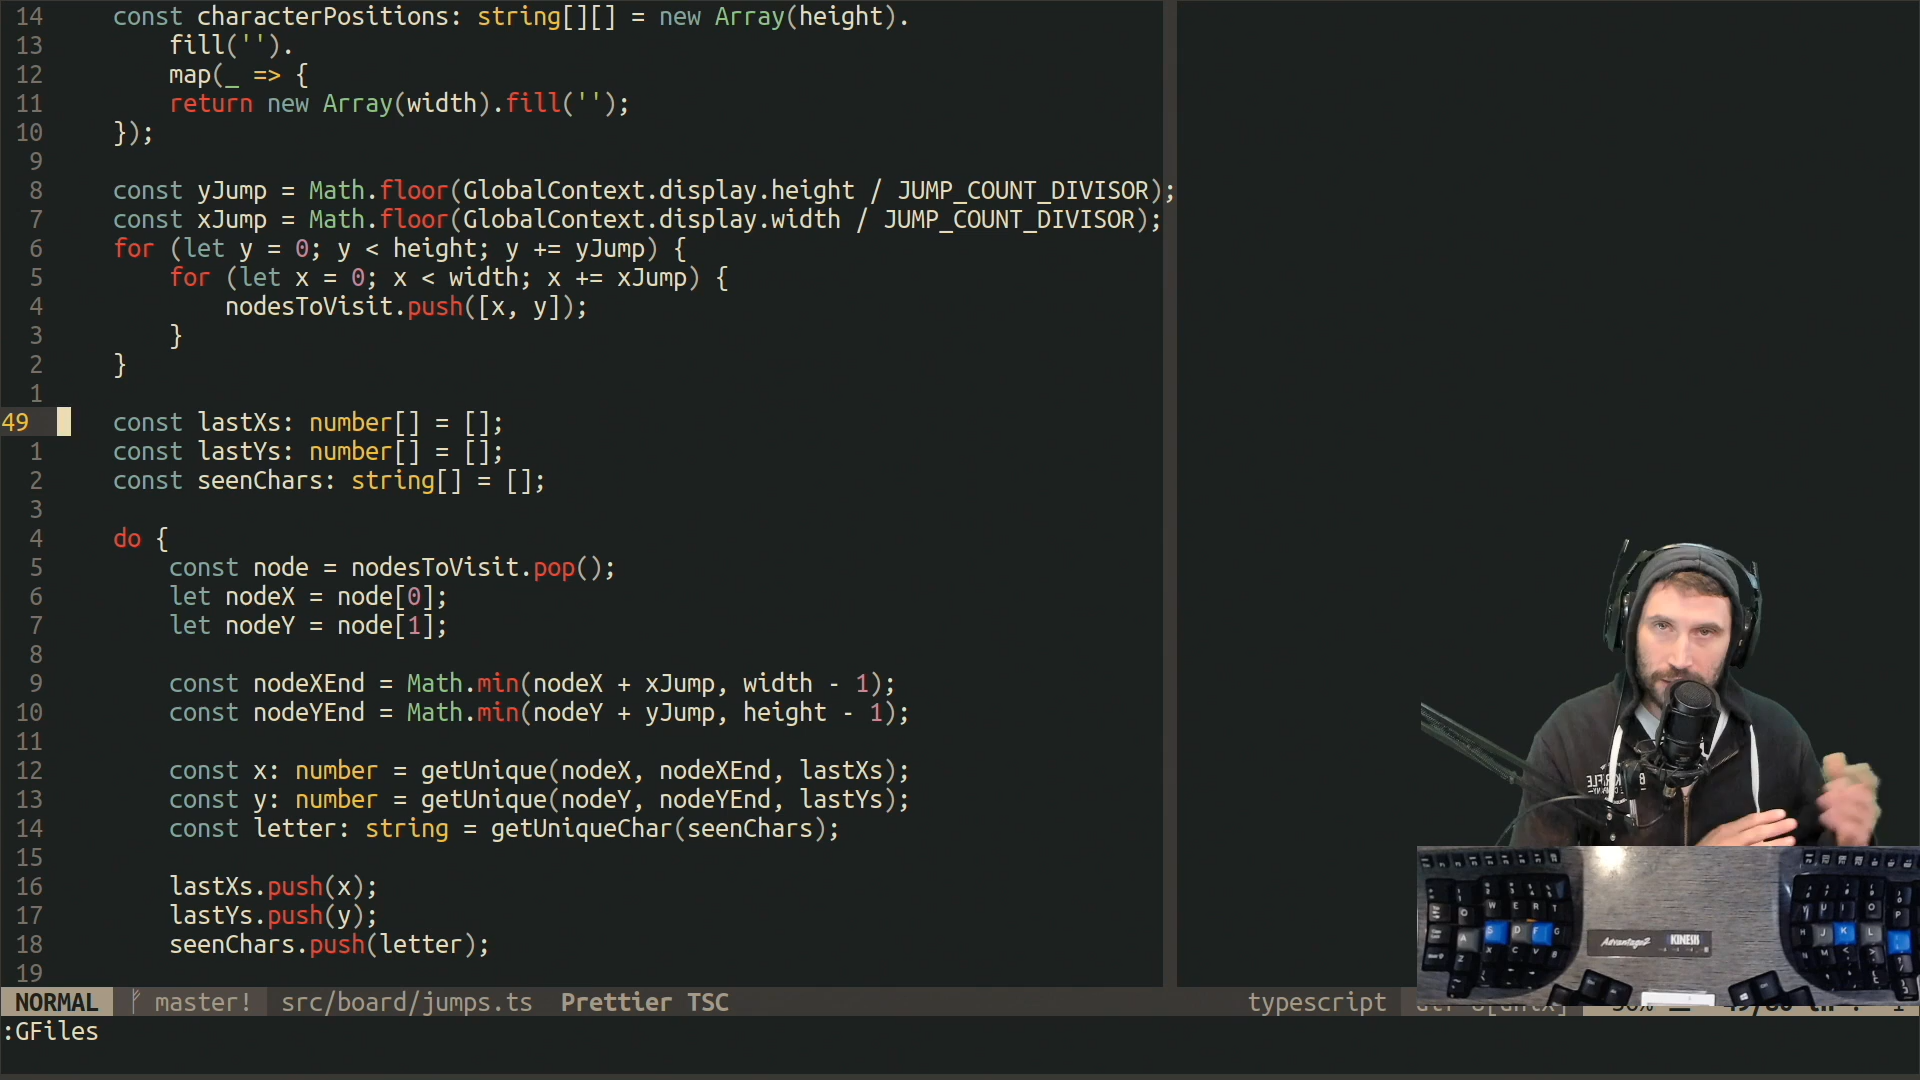 14 const characterPositions: string[][] = new Array(height).
13 fill('').
12 map(_ => {
11 return new Array(width).fill('');
10 });
9
8 const yJump = Math.floor(GlobalContext.display.height / JUMP_COUNT_DIVISOR);
7 const xJump = Math.floor(GlobalContext.display.width / JUMP_COUNT_DIVISOR);
6 for (let y = 0; y < height; y += yJump) {
5 for (let x = 0; x < width; x += xJump) {
4 nodesToVisit.push([x, y]);
3 }
2 }
1
49 const lastXs: number[] = [];
1 const lastYs: number[] = [];
2 const seenChars: string[] = [];
3
4 do {
5 const node = nodesToVisit.pop();
6 let nodeX = node[0];
7 let nodeY = node[1];
8
9 const nodeXEnd = Math.min(nodeX + xJump, width - 1);
10 const nodeYEnd = Math.min(nodeY + yJump, height - 1);
11
12 const x: number = getUnique(nodeX, nodeXEnd, lastXs);
13 const y: number = getUnique(nodeY, nodeYEnd, lastYs);
14 const letter: string = getUniqueChar(seenChars);
15
16 lastXs.push(x);
17 lastYs.push(y);
18 seenChars.push(letter);
19
NORMAL master! src/board/jumps.ts Prettier TSC typescript
:GFiles
Advantage2 KINESIS